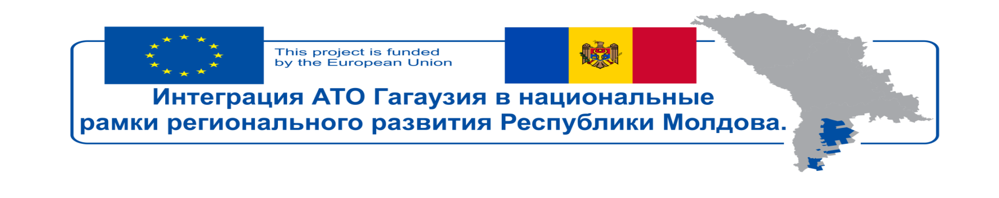 This project is funded
by the European Union
Интеграция АТО Гагаузия в национальные
рамки регионального развития Республики Молдова.